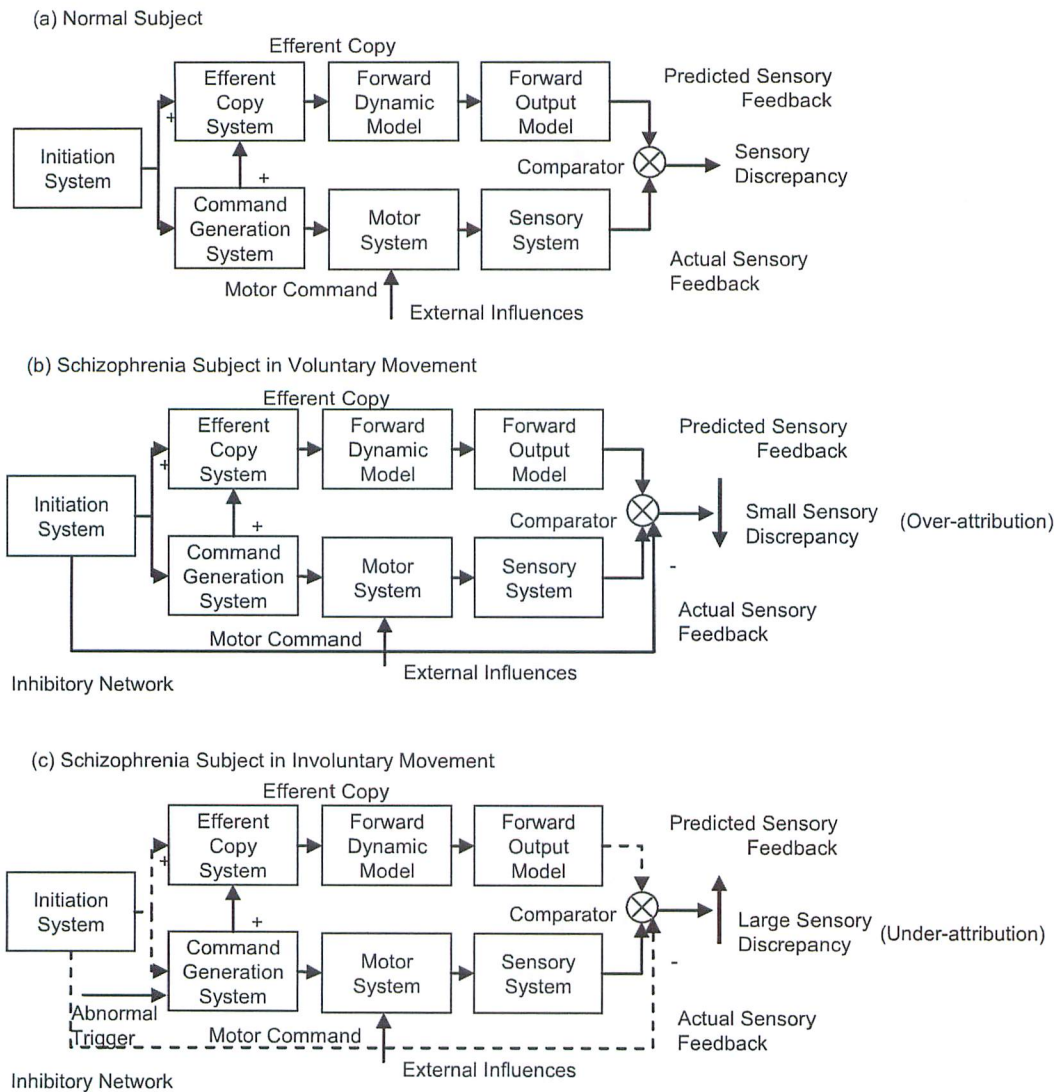 (a) Normal Subject
Efferent Copy
Efferent
Copy
System
Forward
Dynamic
Model
Forward
Output
Model
Predicted Sensory
Feedback
+
Initiation
System
Comparator
Sensory
Discrepancy
+
Command
Generation
System
Motor
System
Sensory
System
Actual Sensory
Feedback
Motor Command
External Influences
(b) Schizophrenia Subject in Voluntary Movement
Efferent Copy
Efferent
Copy
System
Forward
Dynamic
Model
Forward
Output
Model
Predicted Sensory
Feedback
+
Initiation
System
Comparator
Small Sensory
Discrepancy
(Over-attribution)
+
Command
Generation
System
Motor
System
Sensory
System
-
Actual Sensory
Feedback
Motor Command
External Influences
Inhibitory Network
(c) Schizophrenia Subject in Involuntary Movement
Efferent Copy
Efferent
Copy
System
Forward
Dynamic
Model
Forward
Output
Model
Predicted Sensory
Feedback
+
Initiation
System
Comparator
Large Sensory
Discrepancy
(Under-attribution)
+
Command
Generation
System
Motor
System
Sensory
System
-
Abnormal
Trigger
Motor Command
Actual Sensory
Feedback
External Influences
Inhibitory Network